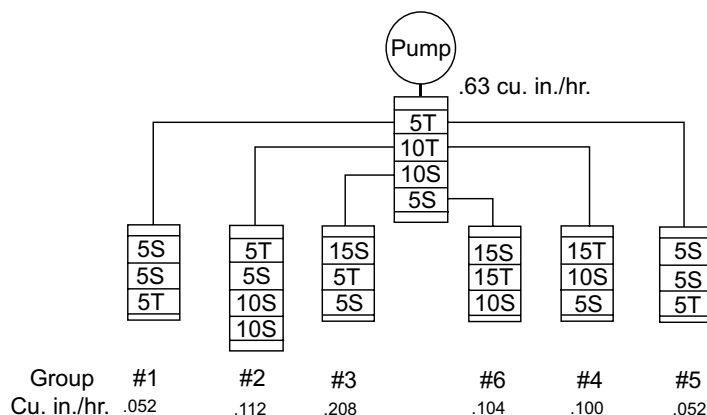 Pump
.63 cu. in./hr.
5T
10T
10S
5S
5S
5S
5T
5T
5S
10S
10S
15S
5T
5S
15S
15T
10S
15T
10S
5S
5S
5S
5T
Group #1 #2 #3 #6 #4 #5
Cu. in./hr. .052 .112 .208 .104 .100 .052